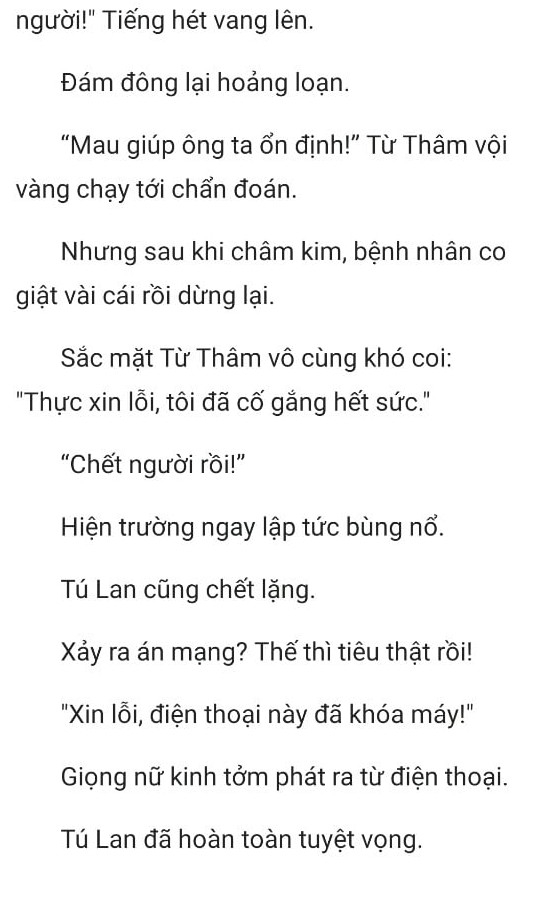 người!" Tiếng hét vang lên.
Đám đông lại hoảng loạn.
“Mau giúp ông ta ổn định!” Từ Thâm vội
vàng chạy tới chẩn đoán.
Nhưng sau khi châm kim, bệnh nhân co
giật vài cái rồi dừng lại.
Sắc mặt Từ Thâm vô cùng khó coi:
"Thực xin lỗi, tôi đã cố gắng hết sức."
“Chết người rồi!”
Hiện trường ngay lập tức bùng nổ.
Tú Lan cũng chết lặng.
Xảy ra án mạng? Thế thì tiêu thật rồi!
"Xin lỗi, điện thoại này đã khóa máy!"
Giọng nữ kinh tởm phát ra từ điện thoại.
Tú Lan đã hoàn toàn tuyệt vọng.